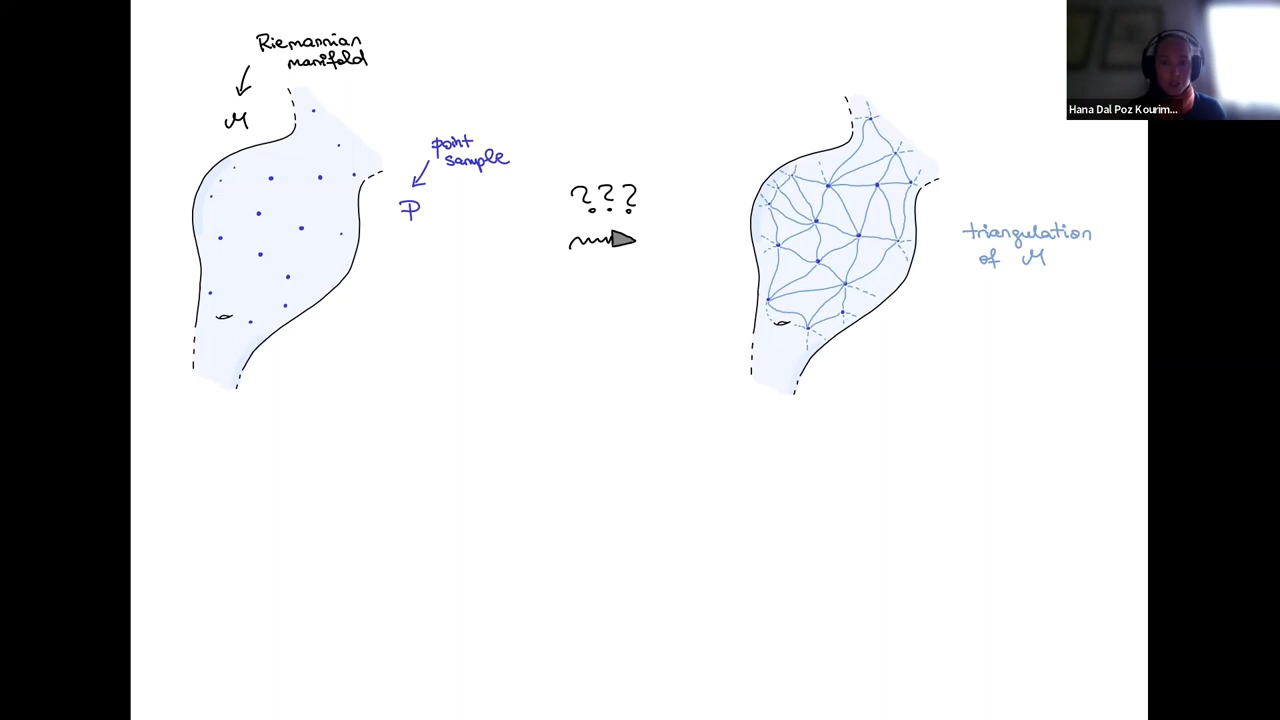 Riemannian
manifold
M
point
sample
P
???
triangulation
of M
Hana Dal Poz Kourim...